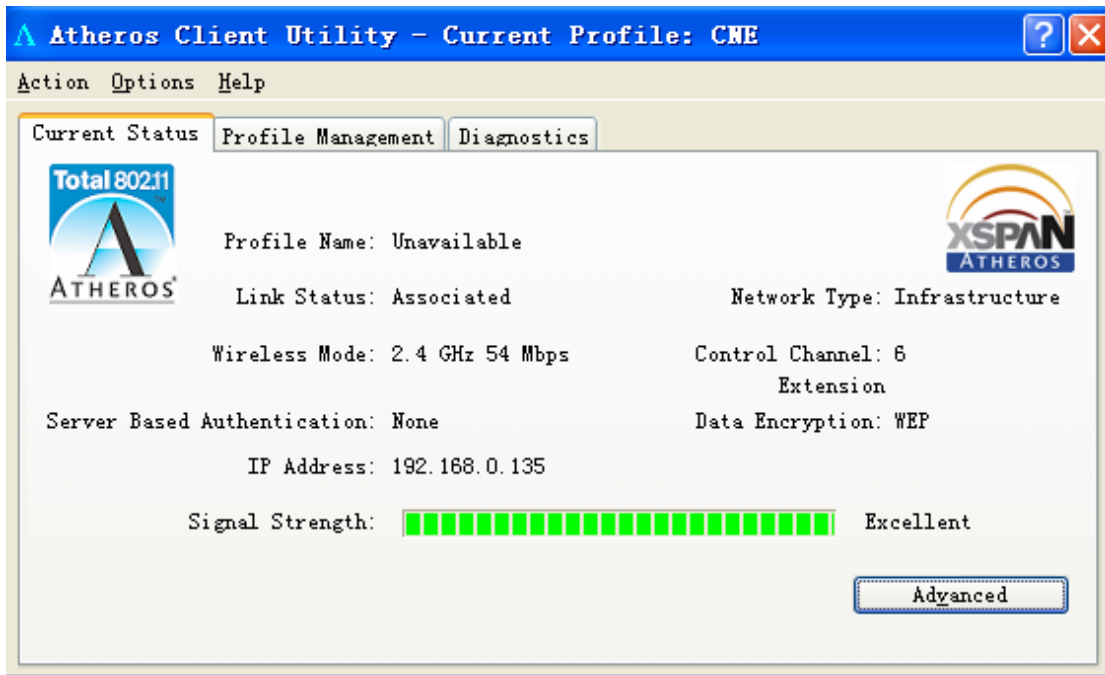 Atheros Client Utility - Current Profile: CNE
Action Options Help
Current Status Profile Management Diagnostics
Total 802.11
ATHEROS
XSPAN
ATHEROS
Profile Name: Unavailable
Link Status: Associated Network Type: Infrastructure
Wireless Mode: 2.4 GHz 54 Mbps Control Channel: 6
Extension
Server Based Authentication: None Data Encryption: WEP
IP Address: 192.168.0.135
Signal Strength: Excellent
Advanced